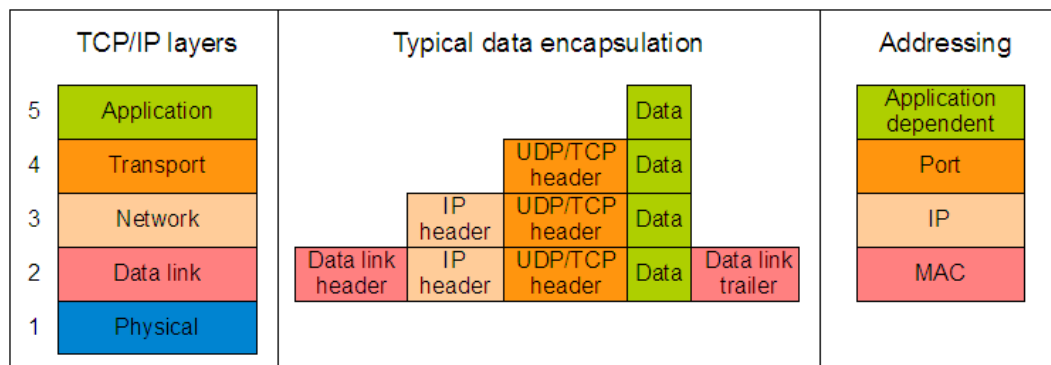 TCP/IP layers
Typical data encapsulation
Addressing
5
Application
Data
Application
dependent
4
Transport
UDP/TCP
header
Data
Port
3
Network
IP
header
UDP/TCP
header
Data
IP
2
Data link
Data link
header
IP
header
UDP/TCP
header
Data
Data link
trailer
MAC
1
Physical